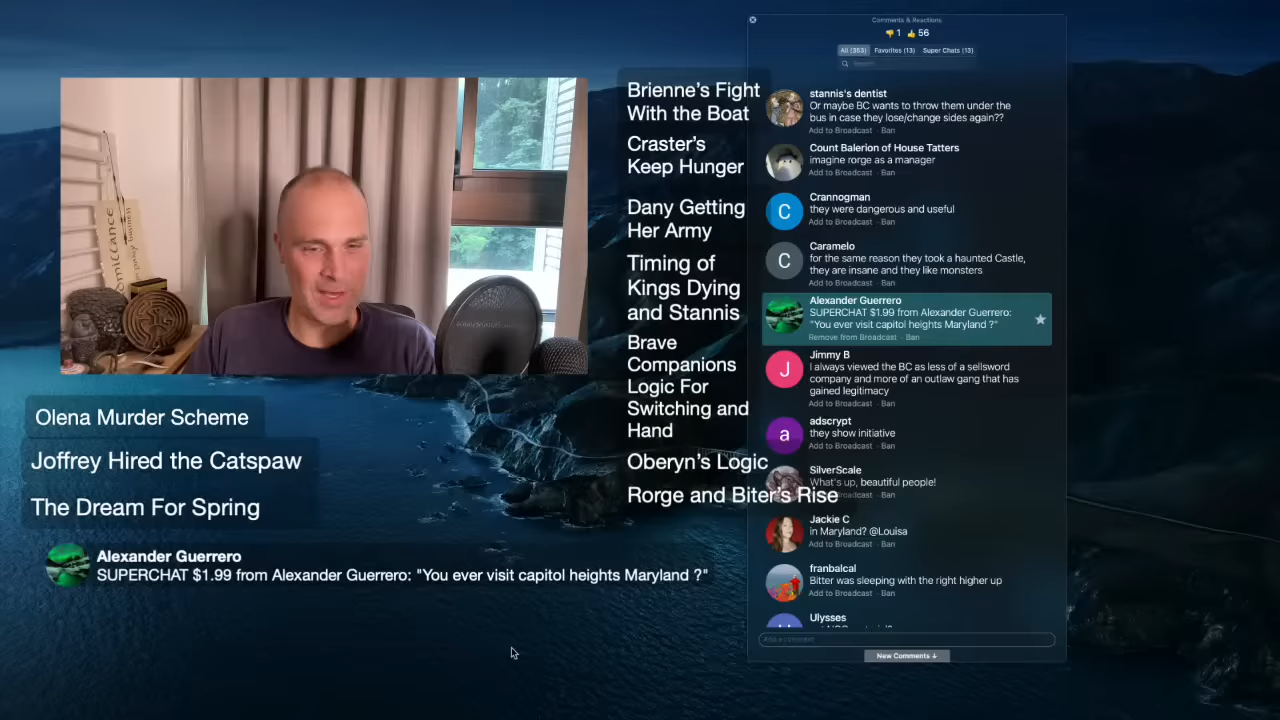 Olena Murder Scheme
Joffrey Hired the Catspaw
The Dream For Spring
Alexander Guerrero
SUPERCHAT $1.99 from Alexander Guerrero: "You ever visit capitol heights Maryland ?"
Brienne's Fight
With the Boat
Craster's
Keep Hunger
Dany Getting
Her Army
Timing of
Kings Dying
and Stannis
Brave
Companions
Logic For
Switching and
Hand
Oberyn's Logic
Rorge and Biter's Rise
Comments & Reactions
👎 1 👍 56
All (353) Favorites (13) Super Chats (13)
Search
stannis's dentist
Or maybe BC wants to throw them under the
bus in case they lose/change sides again??
Add to Broadcast · Ban
Count Balerion of House Tatters
imagine rorge as a manager
Add to Broadcast · Ban
C
Crannogman
they were dangerous and useful
Add to Broadcast · Ban
C
Caramelo
for the same reason they took a haunted Castle,
they are insane and they like monsters
Add to Broadcast · Ban
Alexander Guerrero
SUPERCHAT $1.99 from Alexander Guerrero:
"You ever visit capitol heights Maryland ?"
Remove from Broadcast · Ban
J
Jimmy B
I always viewed the BC as less of a sellsword
company and more of an outlaw gang that has
gained legitimacy
Add to Broadcast · Ban
a
adscrypt
they show initiative
Add to Broadcast · Ban
SilverScale
What's up, beautiful people!
Broadcast · Ban
Jackie C
in Maryland? @Louisa
Add to Broadcast · Ban
franbalcal
Bitter was sleeping with the right higher up
Add to Broadcast · Ban
Ulysses
Add a comment
New Comments ↓